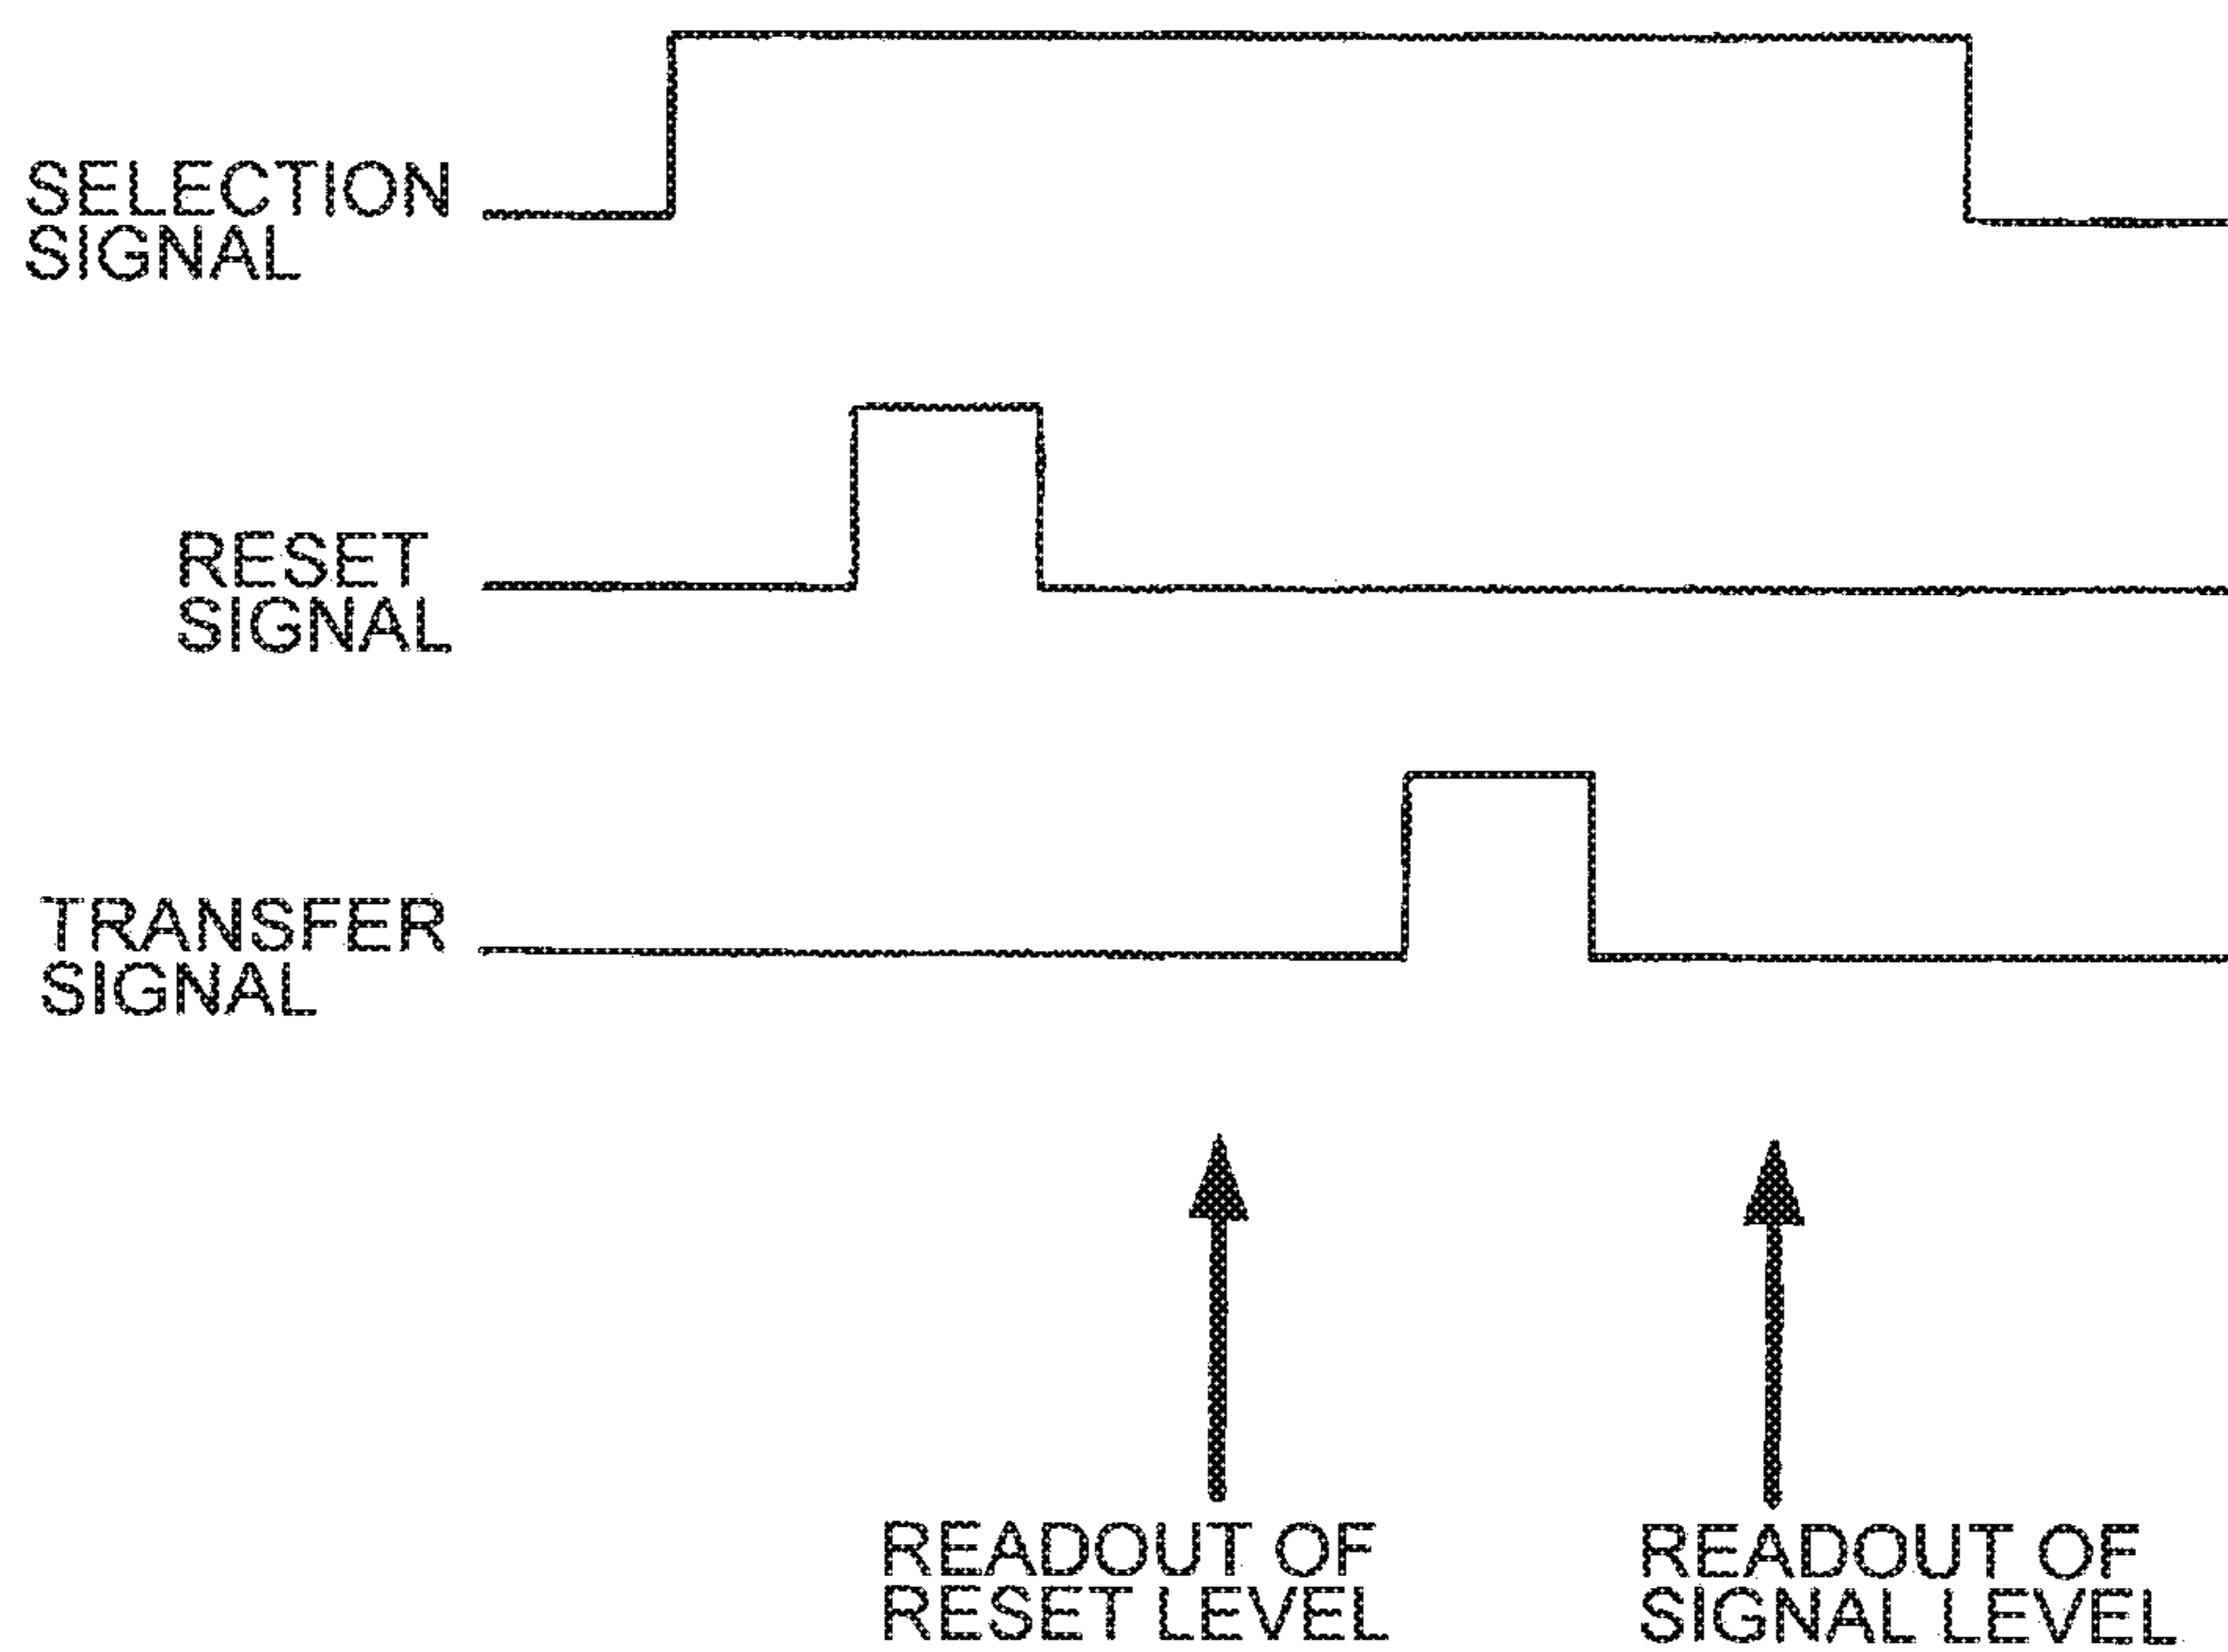 SELECTION
SIGNAL
RESET
SIGNAL
TRANSFER
SIGNAL
READOUT OF
RESET LEVEL
READOUT OF
SIGNAL LEVEL